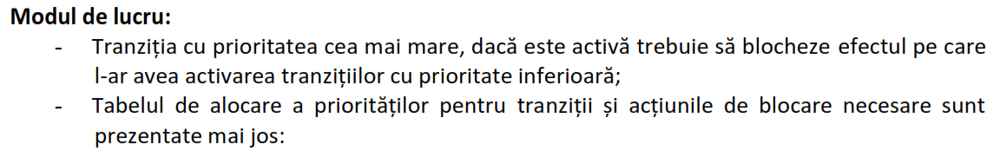 Modul de lucru:
- Tranziția cu prioritatea cea mai mare, dacă este activă trebuie să blocheze efectul pe care
l-ar avea activarea tranzițiilor cu prioritate inferioară;
- Tabelul de alocare a priorităților pentru tranziții și acțiunile de blocare necesare sunt
prezentate mai jos: